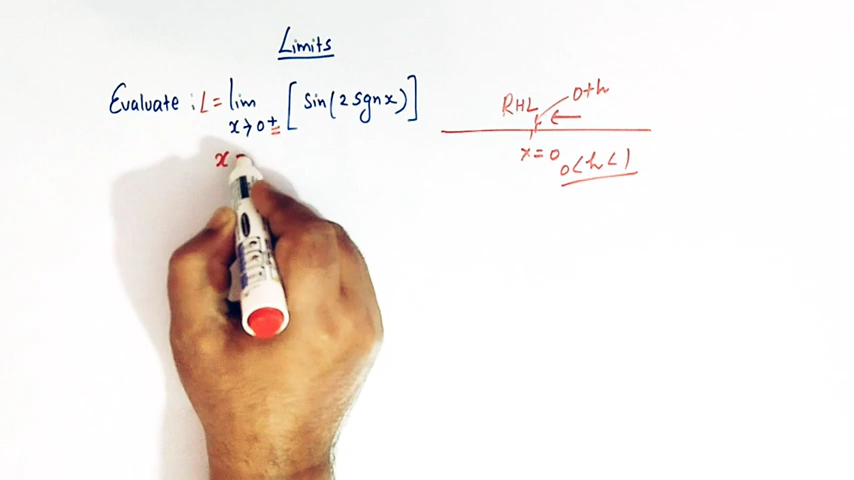 Limits
Evaluate : L = lim [ Sin(2 Sgn x) ]
x→0+
RHL 0+h
x=0
0<h<1
x =